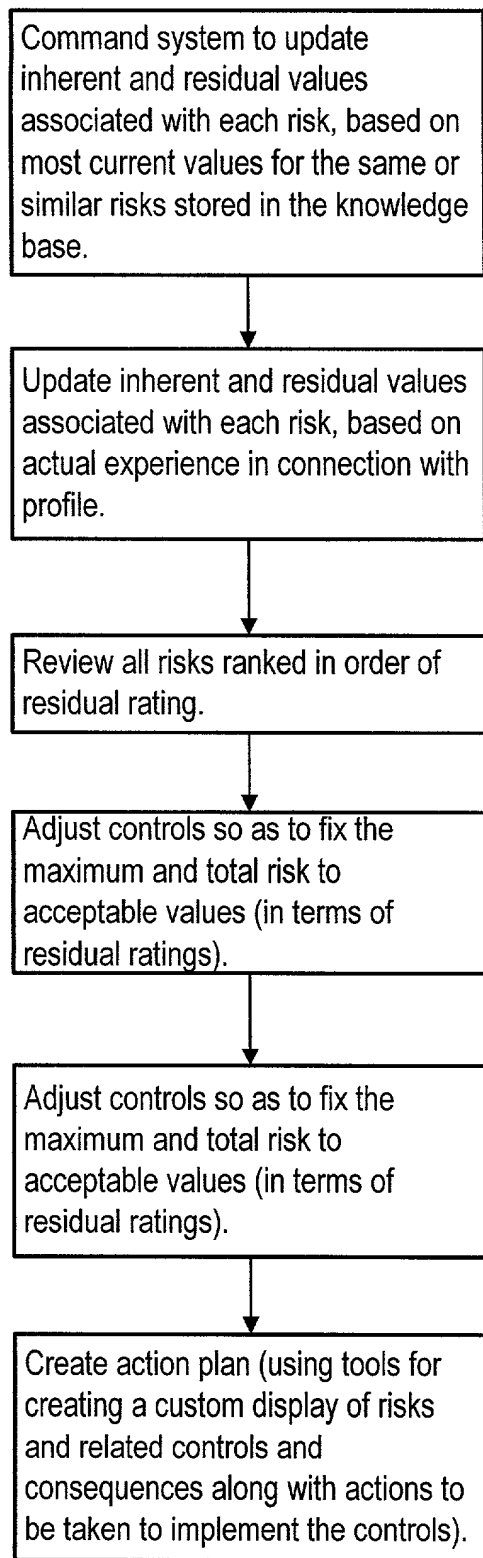 Command system to update
inherent and residual values
associated with each risk, based on
most current values for the same or
similar risks stored in the knowledge
base.
Update inherent and residual values
associated with each risk, based on
actual experience in connection with
profile.
Review all risks ranked in order of
residual rating.
Adjust controls so as to fix the
maximum and total risk to
acceptable values (in terms of
residual ratings).
Adjust controls so as to fix the
maximum and total risk to
acceptable values (in terms of
residual ratings).
Create action plan (using tools for
creating a custom display of risks
and related controls and
consequences along with actions to
be taken to implement the controls).